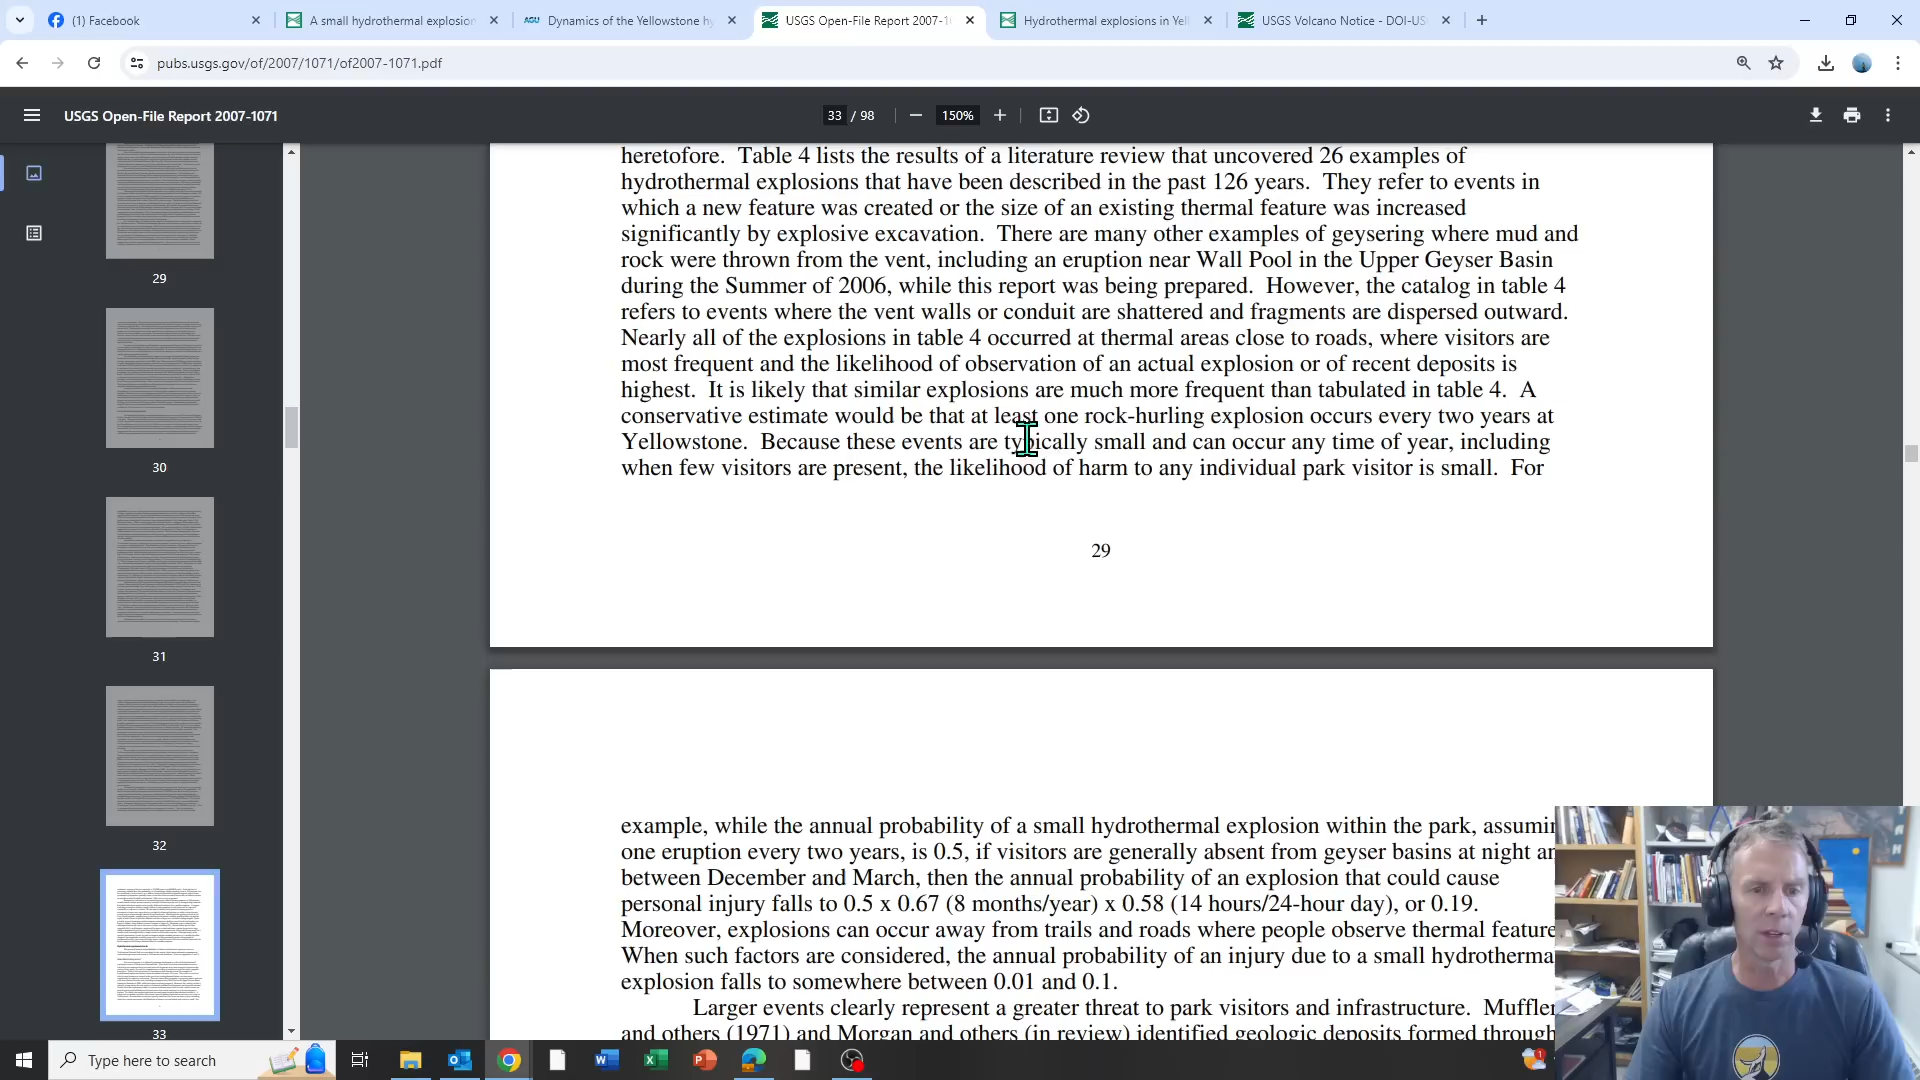 (1) Facebook
A small hydrothermal explosion
Dynamics of the Yellowstone hy
USGS Open-File Report 2007-1
Hydrothermal explosions in Yel
USGS Volcano Notice - DOI-US
pubs.usgs.gov/of/2007/1071/of2007-1071.pdf
USGS Open-File Report 2007-1071
33 / 98
150%
heretofore. Table 4 lists the results of a literature review that uncovered 26 examples of
hydrothermal explosions that have been described in the past 126 years. They refer to events in
which a new feature was created or the size of an existing thermal feature was increased
significantly by explosive excavation. There are many other examples of geysering where mud and
rock were thrown from the vent, including an eruption near Wall Pool in the Upper Geyser Basin
during the Summer of 2006, while this report was being prepared. However, the catalog in table 4
refers to events where the vent walls or conduit are shattered and fragments are dispersed outward.
Nearly all of the explosions in table 4 occurred at thermal areas close to roads, where visitors are
most frequent and the likelihood of observation of an actual explosion or of recent deposits is
highest. It is likely that similar explosions are much more frequent than tabulated in table 4. A
conservative estimate would be that at least one rock-hurling explosion occurs every two years at
Yellowstone. Because these events are typically small and can occur any time of year, including
when few visitors are present, the likelihood of harm to any individual park visitor is small. For
29
example, while the annual probability of a small hydrothermal explosion within the park, assumin
one eruption every two years, is 0.5, if visitors are generally absent from geyser basins at night an
between December and March, then the annual probability of an explosion that could cause
personal injury falls to 0.5 x 0.67 (8 months/year) x 0.58 (14 hours/24-hour day), or 0.19.
Moreover, explosions can occur away from trails and roads where people observe thermal feature
When such factors are considered, the annual probability of an injury due to a small hydrotherma
explosion falls to somewhere between 0.01 and 0.1.
Larger events clearly represent a greater threat to park visitors and infrastructure. Muffler
and others (1971) and Morgan and others (in review) identified geologic deposits formed through
29
30
31
32
33
Type here to search